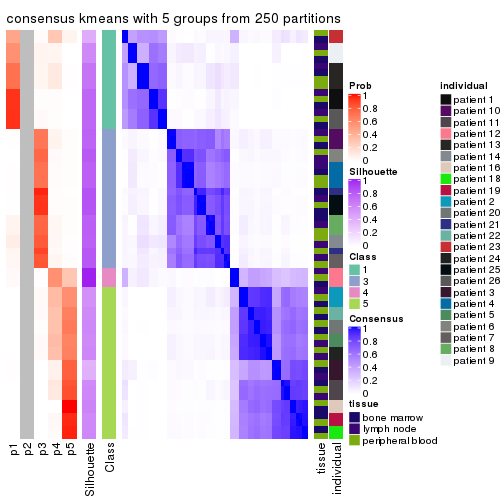 consensus kmeans with 5 groups from 250 partitions
Prob
1
0.8
0.6
0.4
0.2
0
Silhouette
1
0.8
0.6
0.4
0.2
0
Class
1
3
4
5
Consensus
1
0.8
0.6
0.4
0.2
0
tissue
bone marrow
lymph node
peripheral blood
individual
patient 1
patient 10
patient 11
patient 12
patient 13
patient 14
patient 16
patient 18
patient 19
patient 2
patient 20
patient 21
patient 22
patient 23
patient 24
patient 25
patient 26
patient 3
patient 4
patient 5
patient 6
patient 7
patient 8
patient 9
p1
p2
p3
p4
p5
Silhouette
Class
tissue
individual